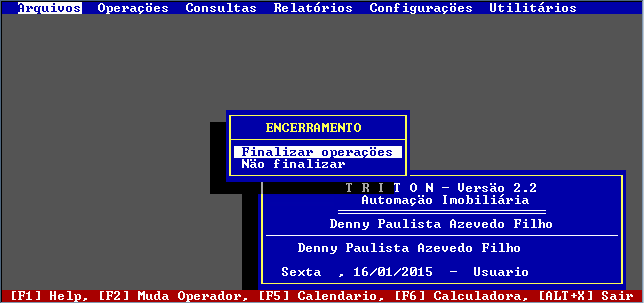 Arquivos Operações Consultas Relatórios Configurações Utilitários
ENCERRAMENTO
Finalizar operações
Não finalizar
T R I T O N - Versão 2.2
Automação Imobiliária
Denny Paulista Azevedo Filho
Denny Paulista Azevedo Filho
Sexta , 16/01/2015 - Usuario
[F1] Help, [F2] Muda Operador, [F5] Calendario, [F6] Calculadora, [ALT+X] Sair